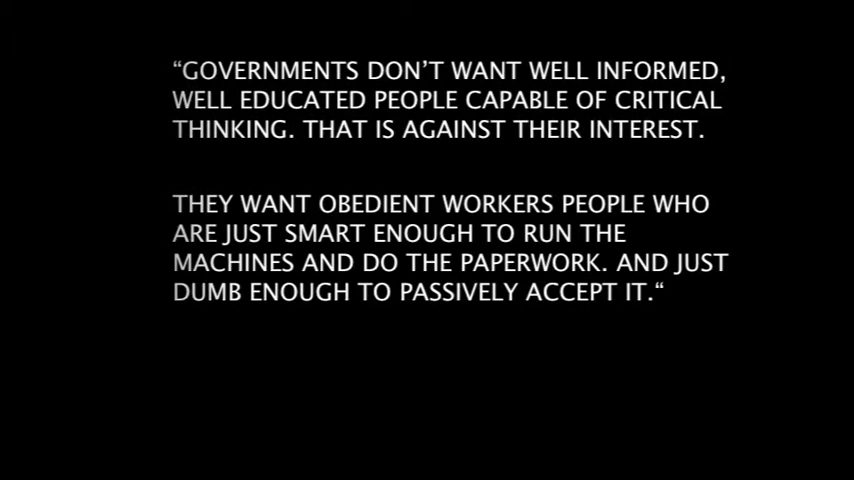 “GOVERNMENTS DON’T WANT WELL INFORMED,
WELL EDUCATED PEOPLE CAPABLE OF CRITICAL
THINKING. THAT IS AGAINST THEIR INTEREST.
THEY WANT OBEDIENT WORKERS PEOPLE WHO
ARE JUST SMART ENOUGH TO RUN THE
MACHINES AND DO THE PAPERWORK. AND JUST
DUMB ENOUGH TO PASSIVELY ACCEPT IT.“